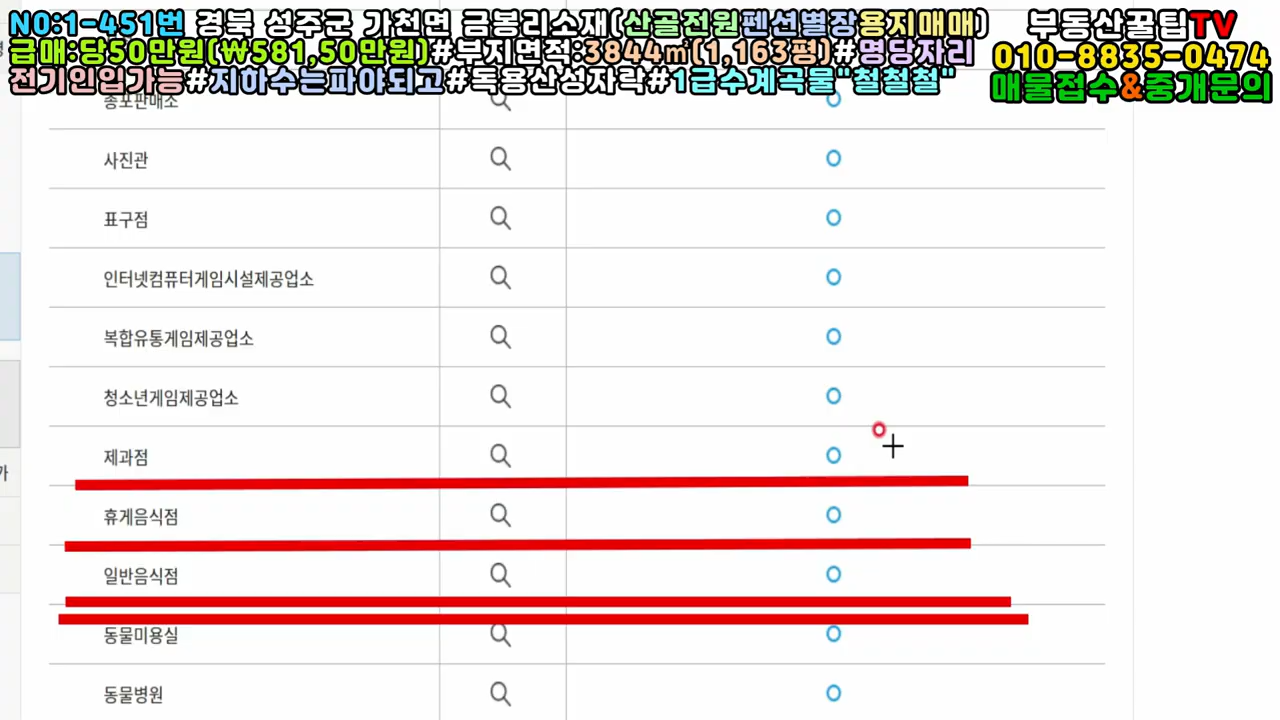 NO:1-451번 경북 성주군 가천면 금봉리소재(산골전원펜션별장용지매매)
급매:당50만원(₩581,50만원)#부지면적:3844㎡(1,163평)#명당자리
전기인입가능#지하수는파야되고#독용산성자락#1급수계곡물"철철철"
부동산꿀팁TV
010-8835-0474
매물접수&중개문의
총포판매소 O
사진관 O
표구점 O
인터넷컴퓨터게임시설제공업소 O
복합유통게임제공업소 O
청소년게임제공업소 O
제과점 O
휴게음식점 O
일반음식점 O
동물미용실 O
동물병원 O
가